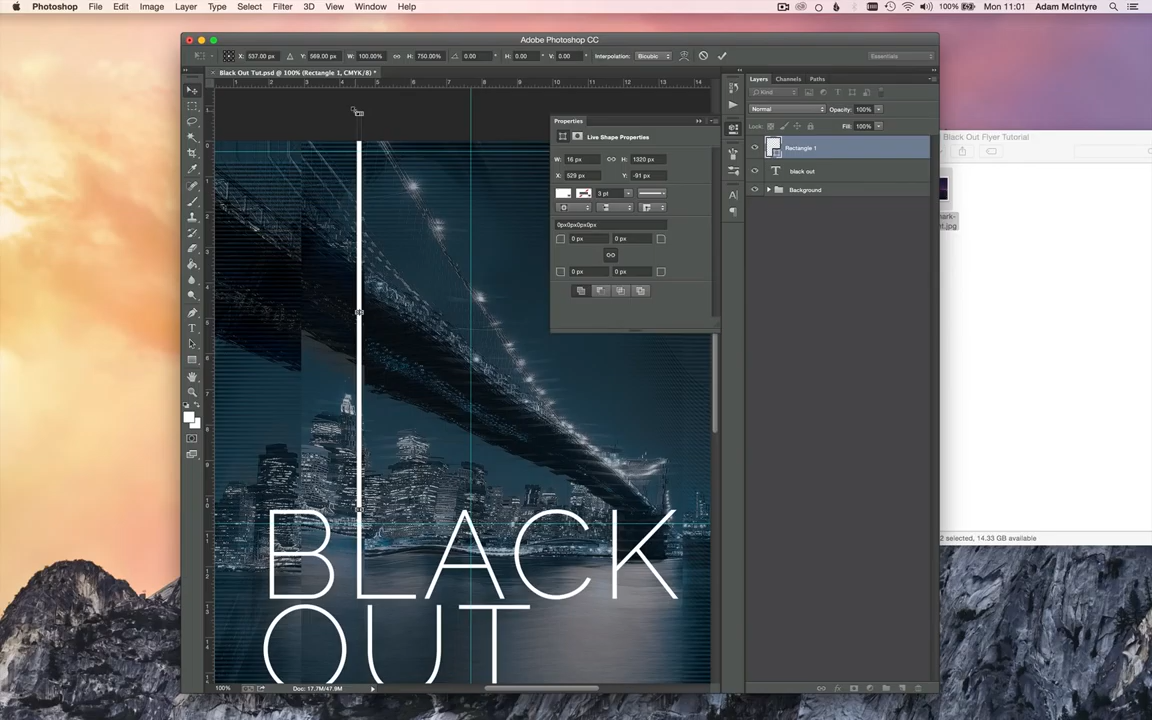 Photoshop File Edit Image Layer Type Select Filter 3D View Window Help 100% Mon 11:01 Adam McIntyre
Adobe Photoshop CC
X: 537.00 px Y: 569.00 px W: 100.00% H: 750.00% 0.00 H: 0.00 V: 0.00 Interpolation: Bicubic Essentials
Black Out Tut.psd @ 100% (Rectangle 1, CMYK/8) *
Layers Channels Paths
Kind
Normal Opacity: 100%
Lock: Fill: 100%
Rectangle 1
black out
Background
Properties
Live Shape Properties
W: 16 px H: 1320 px
X: 529 px Y: -91 px
3 pt
0px0px0px0px
0 px 0 px
0 px 0 px
Black Out Flyer Tutorial
2 selected, 14.33 GB available
BLACK
OUT
100% Doc: 17.7M/47.9M